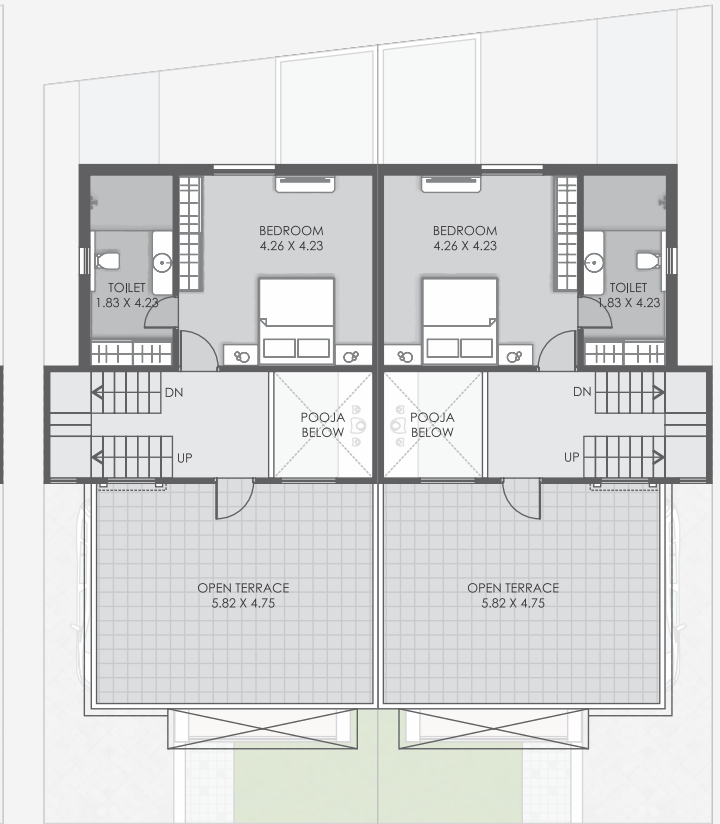 BEDROOM
4.26 X 4.23
BEDROOM
4.26 X 4.23
TOILET
1.83 X 4.23
TOILET
1.83 X 4.23
DN
UP
POOJA
BELOW
POOJA
BELOW
DN
UP
OPEN TERRACE
5.82 X 4.75
OPEN TERRACE
5.82 X 4.75